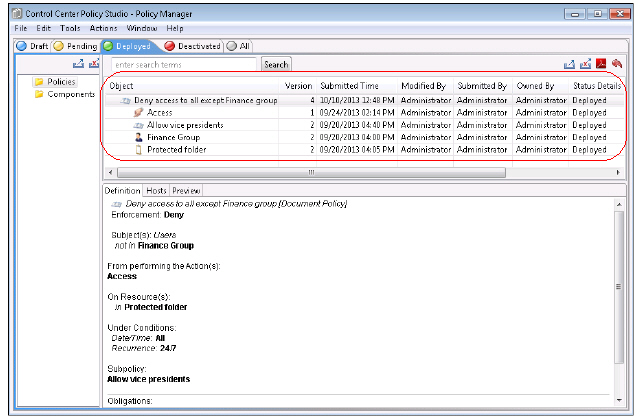 Control Center Policy Studio - Policy Manager
File Edit Tools Actions Window Help
Draft Pending Deployed Deactivated All
enter search terms Search
Policies
Components
Object Version Submitted Time Modified By Submitted By Owned By Status Details
Deny access to all except Finance group 4 10/10/2013 12:48 PM Administrator Administrator Administrator Deployed
Access 1 09/24/2013 02:14 PM Administrator Administrator Administrator Deployed
Allow vice presidents 2 09/20/2013 04:40 PM Administrator Administrator Administrator Deployed
Finance Group 2 09/20/2013 04:00 PM Administrator Administrator Administrator Deployed
Protected folder 2 09/20/2013 04:05 PM Administrator Administrator Administrator Deployed
Definition Hosts Preview
Deny access to all except Finance group [Document Policy]
Enforcement: Deny
Subject(s): Users
not in Finance Group
From performing the Action(s):
Access
On Resource(s):
in Protected folder
Under Conditions:
Date/Time: All
Recurrence: 24/7
Subpolicy:
Allow vice presidents
Obligations: